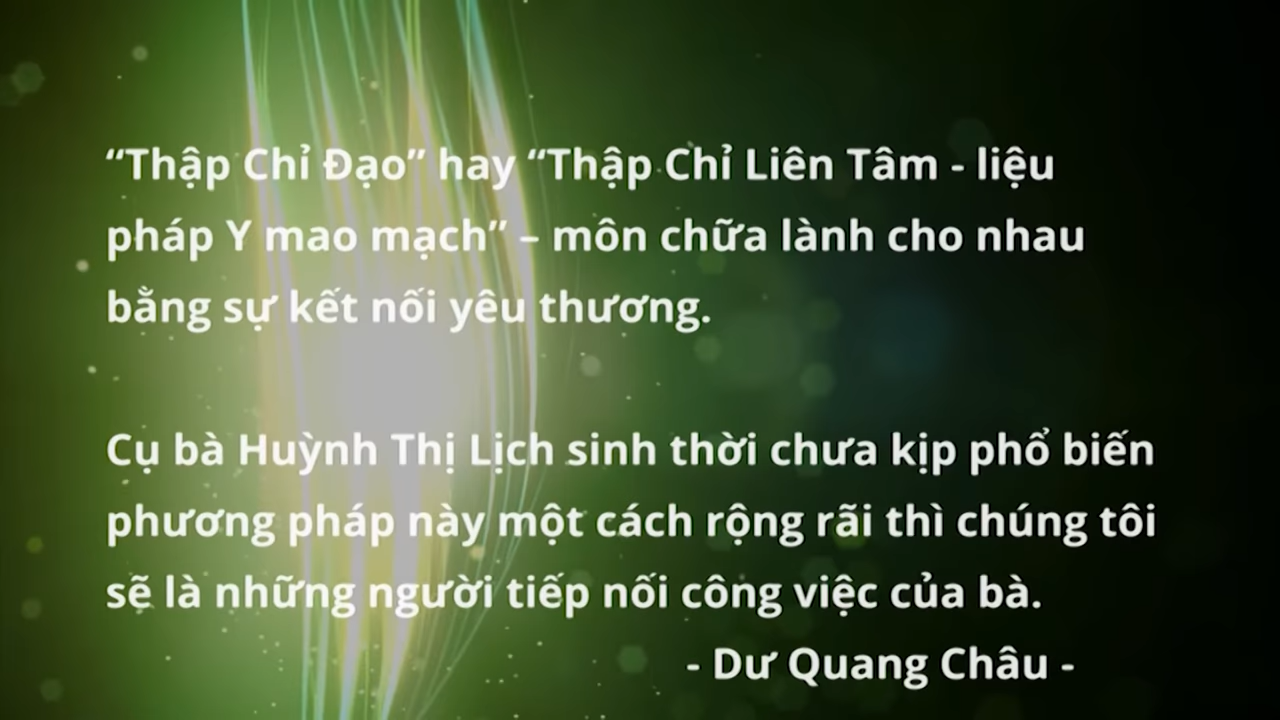 “Thập Chỉ Đạo” hay “Thập Chỉ Liên Tâm - liệu
pháp Y mao mạch” – môn chữa lành cho nhau
bằng sự kết nối yêu thương.
Cụ bà Huỳnh Thị Lịch sinh thời chưa kịp phổ biến
phương pháp này một cách rộng rãi thì chúng tôi
sẽ là những người tiếp nối công việc của bà.
- Dư Quang Châu -